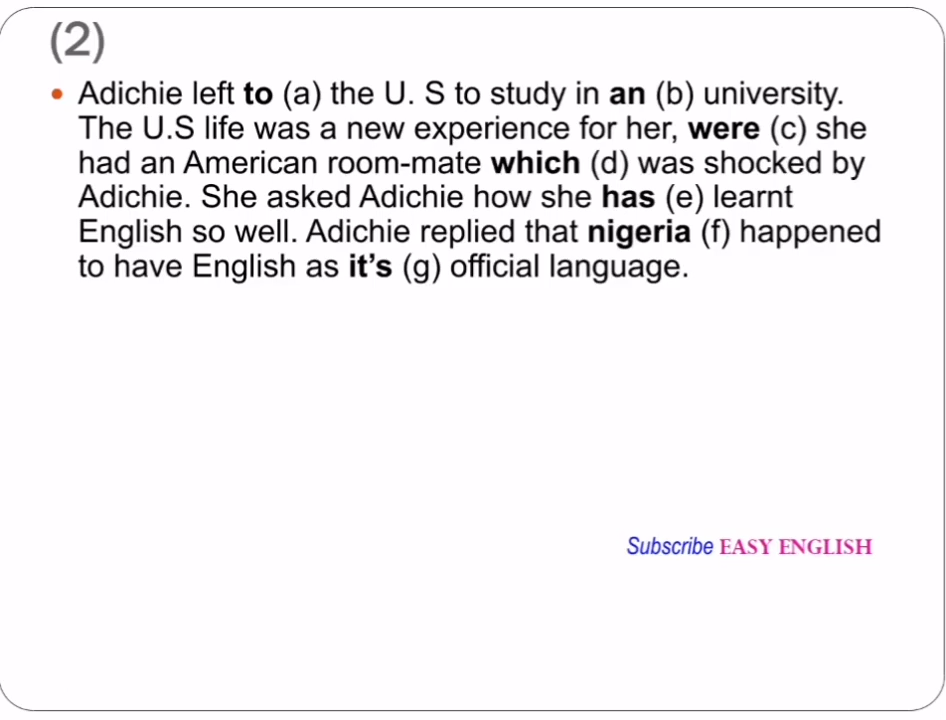 (2)
• Adichie left to (a) the U. S to study in an (b) university.
The U.S life was a new experience for her, were (c) she
had an American room-mate which (d) was shocked by
Adichie. She asked Adichie how she has (e) learnt
English so well. Adichie replied that nigeria (f) happened
to have English as it’s (g) official language.
Subscribe EASY ENGLISH